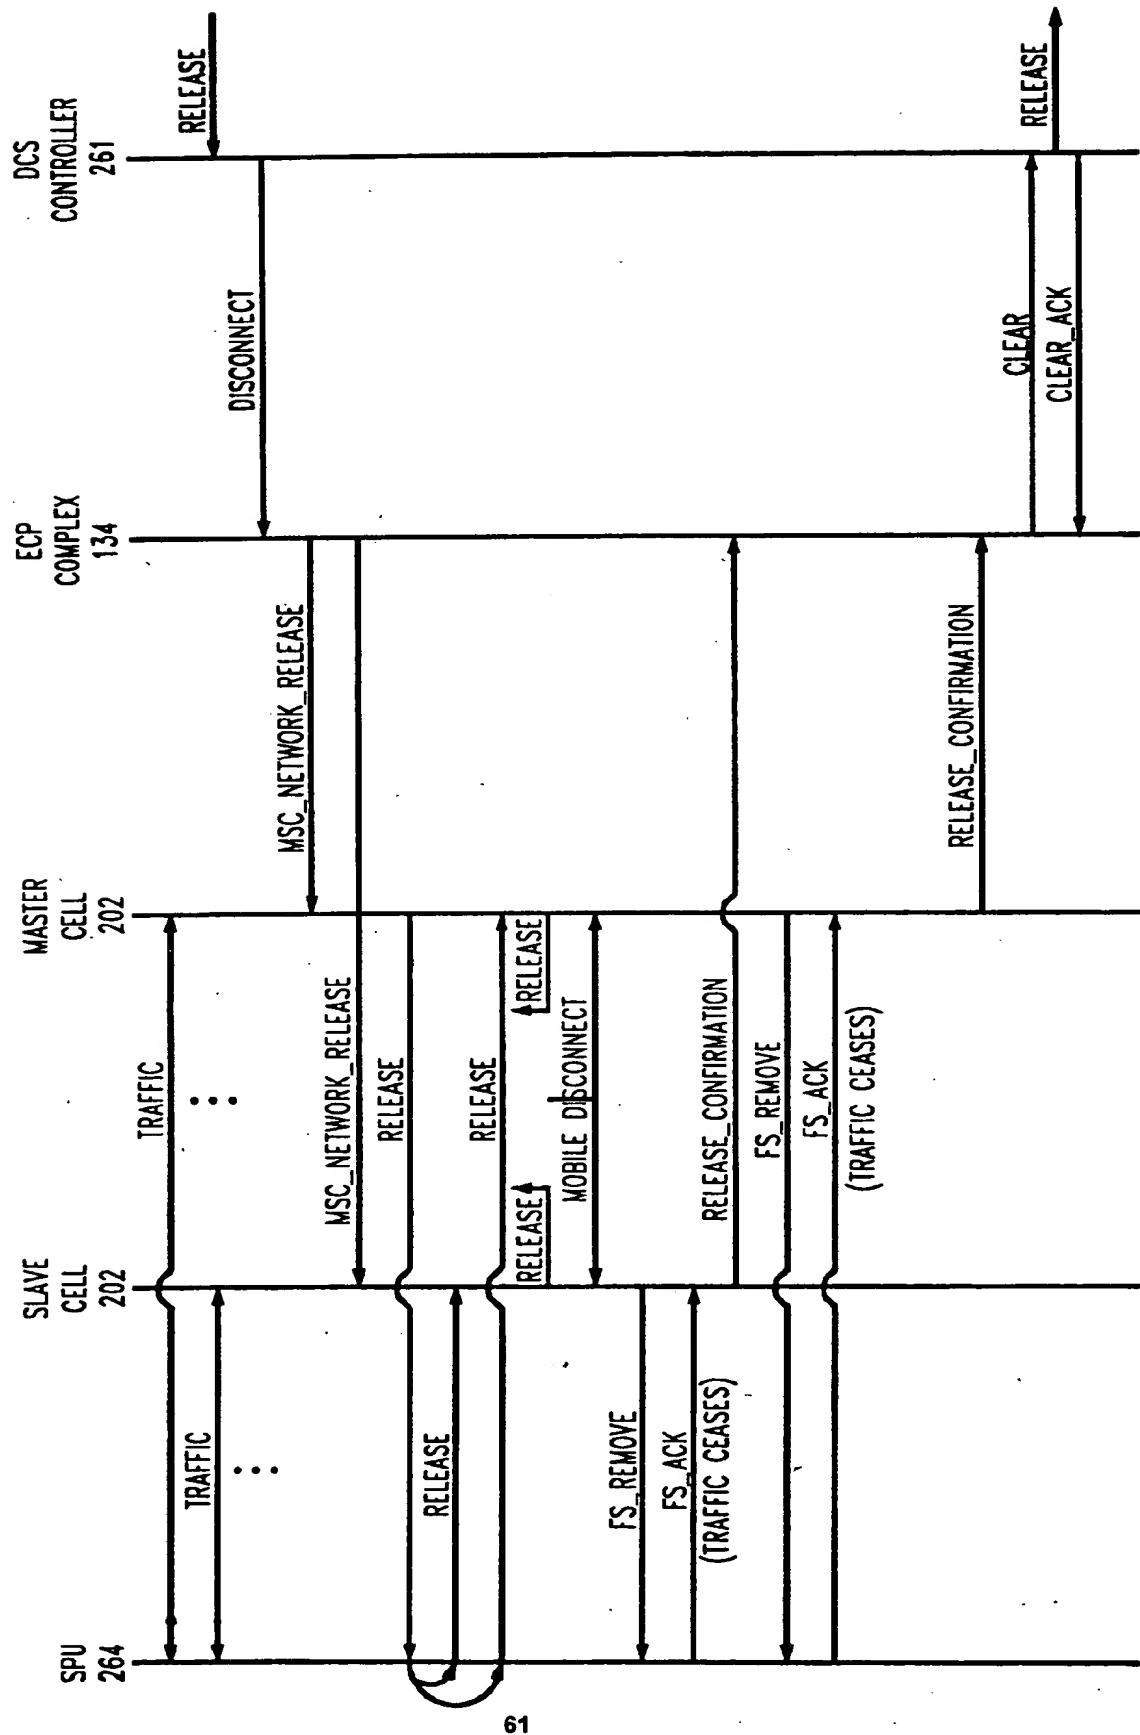 SPU
264
SLAVE
CELL
202
MASTER
CELL
202
ECP
COMPLEX
134
DCS
CONTROLLER
261
TRAFFIC
RELEASE
TRAFFIC
DISCONNECT
MSC_NETWORK_RELEASE
MSC_NETWORK_RELEASE
RELEASE
RELEASE
RELEASE
RELEASE
RELEASE
MOBILE DISCONNECT
FS_REMOVE
FS_ACK
(TRAFFIC CEASES)
RELEASE_CONFIRMATION
FS_REMOVE
FS_ACK
(TRAFFIC CEASES)
RELEASE_CONFIRMATION
CLEAR
RELEASE
CLEAR_ACK
61